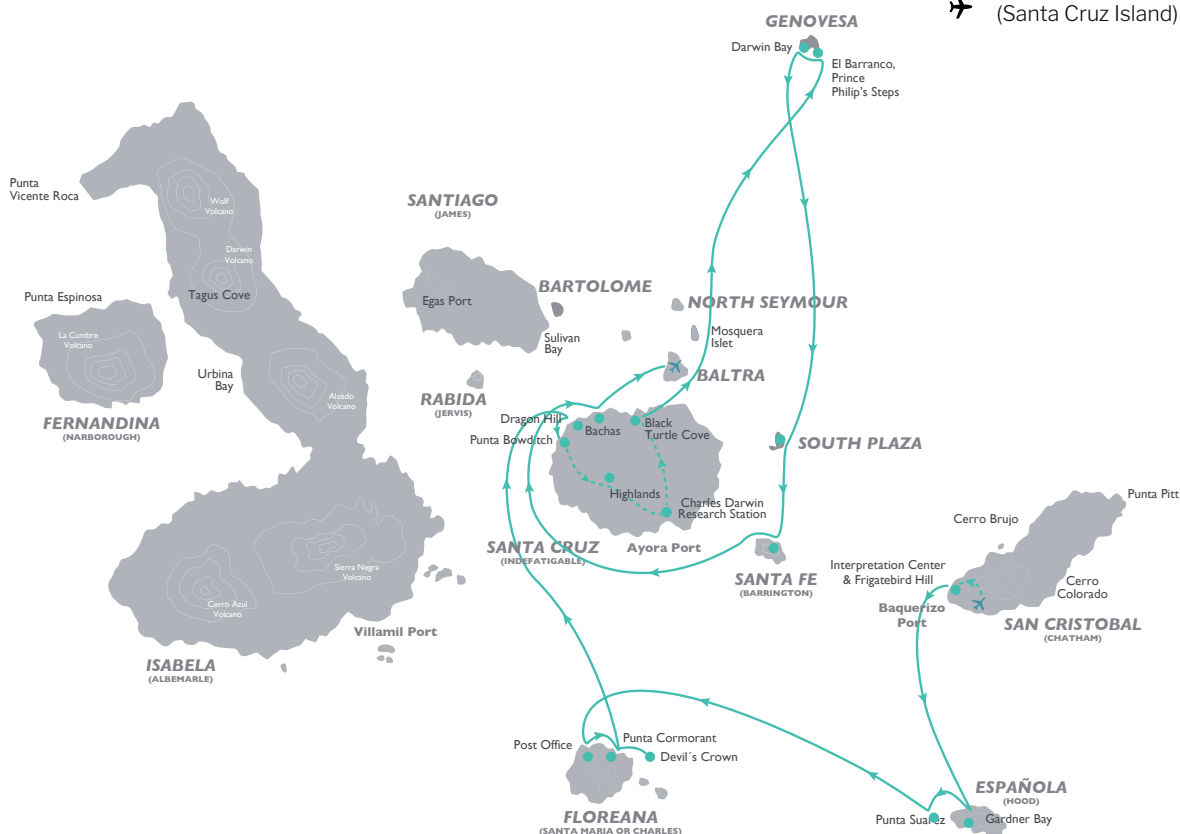 (Santa Cruz Island)
GENOVESA
Darwin Bay
El Barranco,
Prince
Philip's Steps
Punta
Vicente Roca
Wolf
Volcano
Darwin
Volcano
Tagus Cove
SANTIAGO
(JAMES)
Egas Port
BARTOLOME
Sulivan
Bay
NORTH SEYMOUR
Mosquera
Islet
BALTRA
Punta Espinosa
La Cumbre
Volcano
FERNANDINA
(NARBOROUGH)
Urbina
Bay
Alcedo
Volcano
RABIDA
(JERVIS)
Dragon Hill
Punta Bowditch
Bachas
Black
Turtle Cove
SOUTH PLAZA
Highlands
Charles Darwin
Research Station
SANTA CRUZ
(INDEFATIGABLE)
Ayora Port
SANTA FE
(BARRINGTON)
Punta Pitt
Cerro Brujo
Interpretation Center
& Frigatebird Hill
Baquerizo
Port
Cerro
Colorado
SAN CRISTOBAL
(CHATHAM)
Sierra Negra
Volcano
Cerro Azul
Volcano
Villamil Port
ISABELA
(ALBEMARLE)
Post Office
Punta Cormorant
Devil´s Crown
FLOREANA
(SANTA MARIA OR CHARLES)
ESPAÑOLA
(HOOD)
Punta Suarez
Gardner Bay